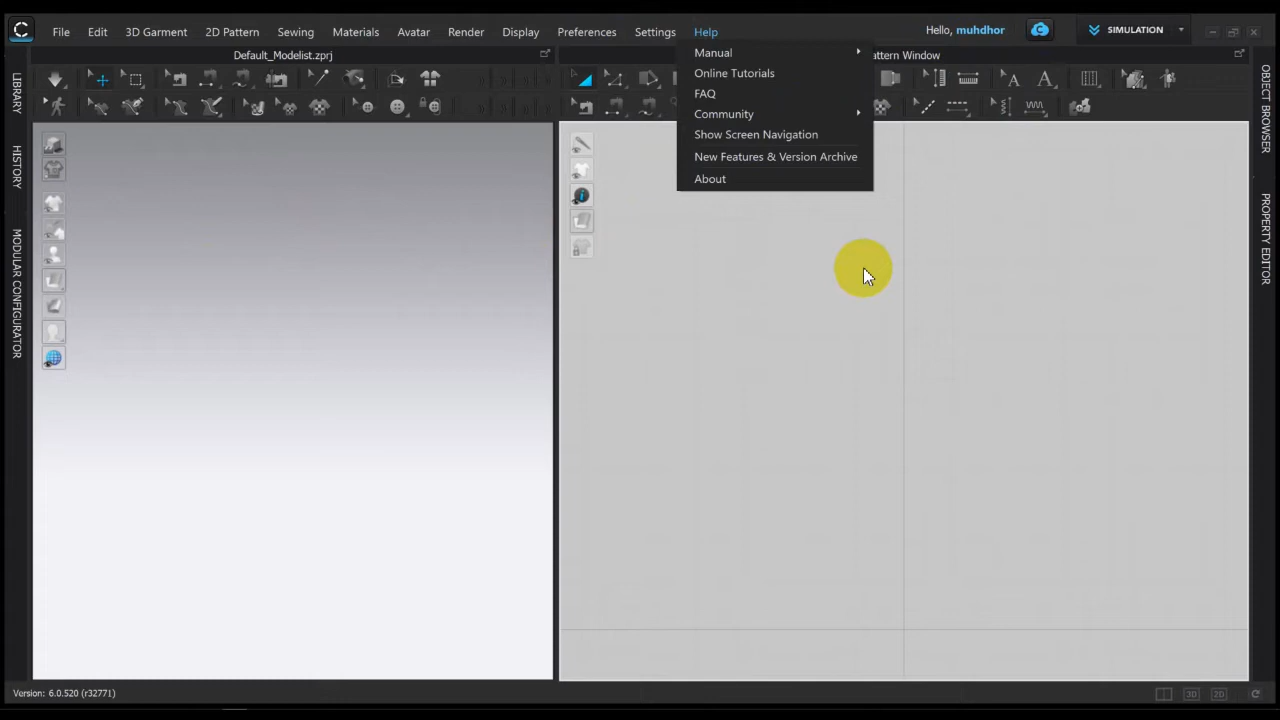 File Edit 3D Garment 2D Pattern Sewing Materials Avatar Render Display Preferences Settings Help Hello, muhdhor SIMULATION
Default_Modelist.zprj
attern Window
Manual
Online Tutorials
FAQ
Community
Show Screen Navigation
New Features & Version Archive
About
LIBRARY
HISTORY
MODULAR CONFIGURATOR
OBJECT BROWSER
PROPERTY EDITOR
Version: 6.0.520 (r32771)
3D 2D